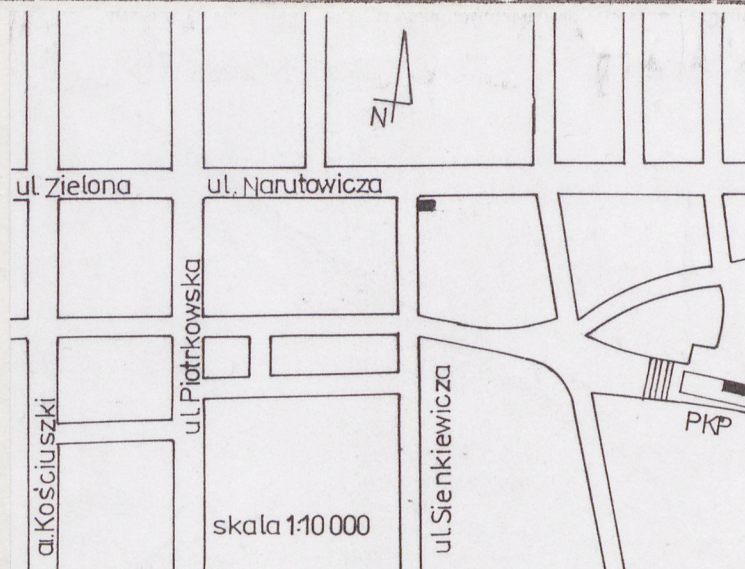 N
ul. Zielona
ul. Narutowicza
ul. Piotrkowska
al. Kościuszki
ul. Sienkiewicza
PKP
skala 1:10 000